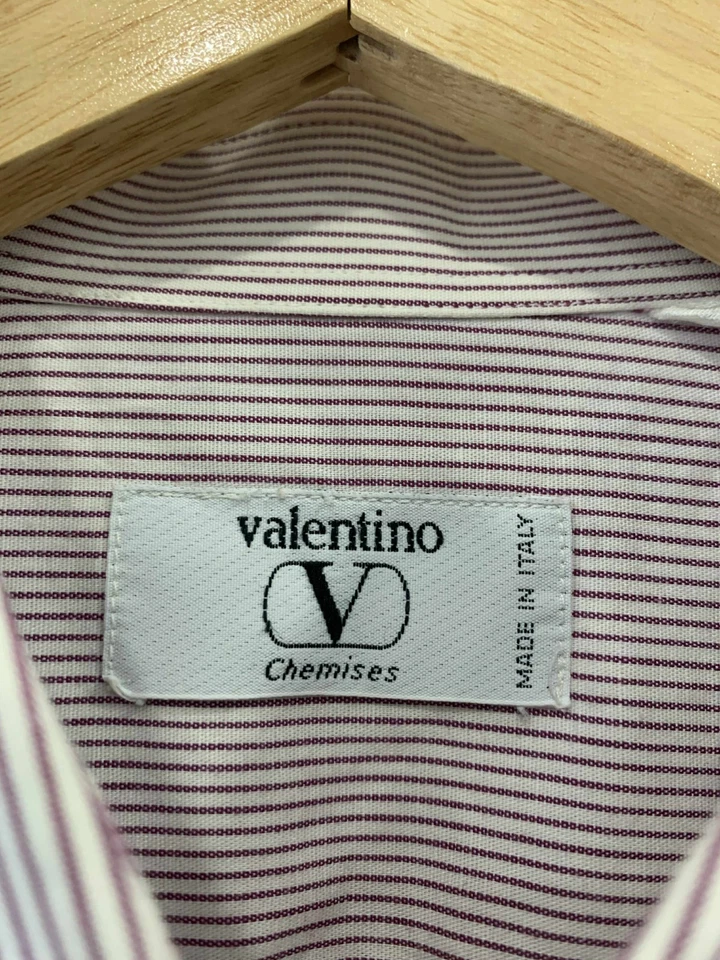 valentino
V
Chemises
MADE IN ITALY